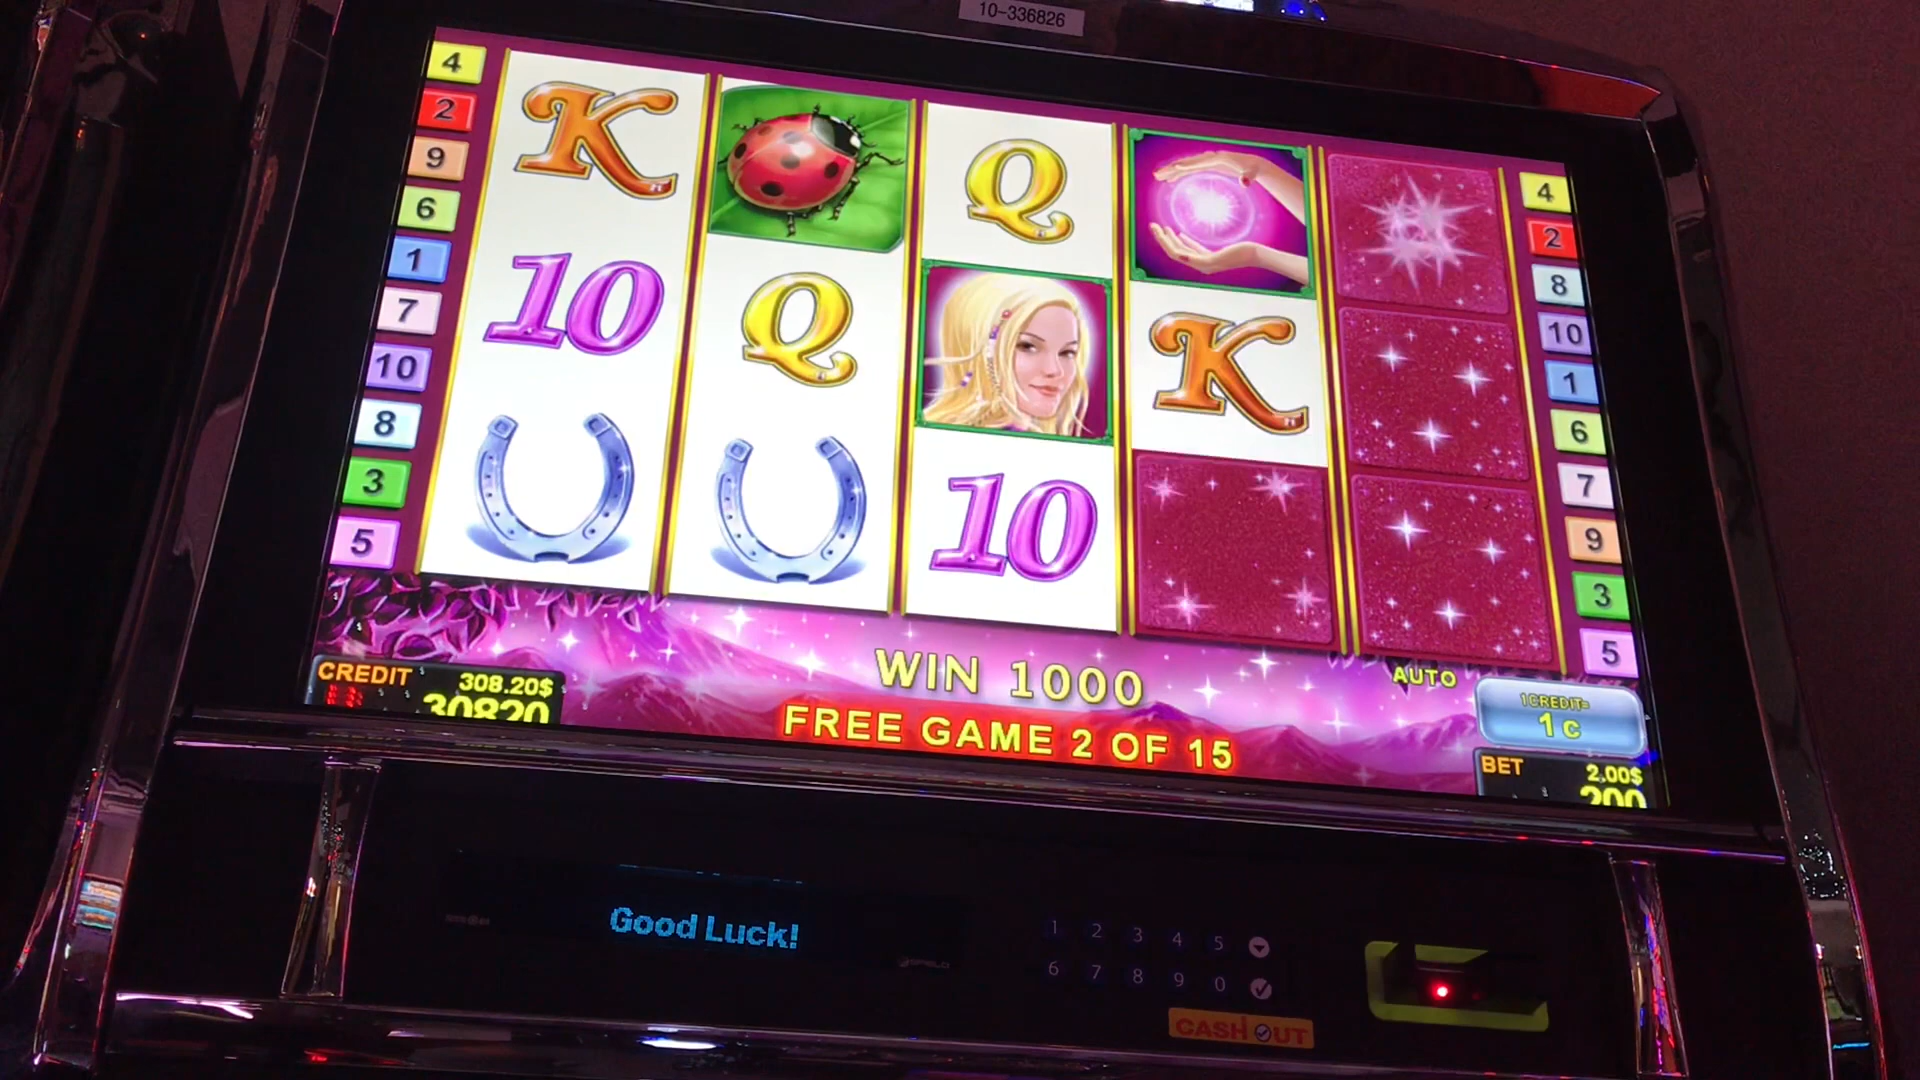 10-336826
4
2
9
6
1
7
10
8
3
5
K
10
Q
Q
10
K
4
2
8
10
1
6
7
9
3
5
CREDIT 308.20$
30820
WIN 1000
FREE GAME 2 OF 15
AUTO
1CREDIT=
1 c
BET 2.00$
200
Good Luck!
1 2 3 4 5
6 7 8 9 0
CASH OUT